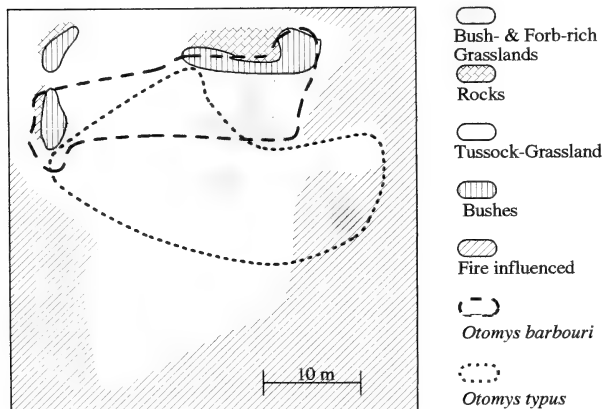 Bush- & Forb-rich
Grasslands
Rocks
Tussock-Grassland
Bushes
Fire influenced
Otomys barbouri
Otomys typus
10 m